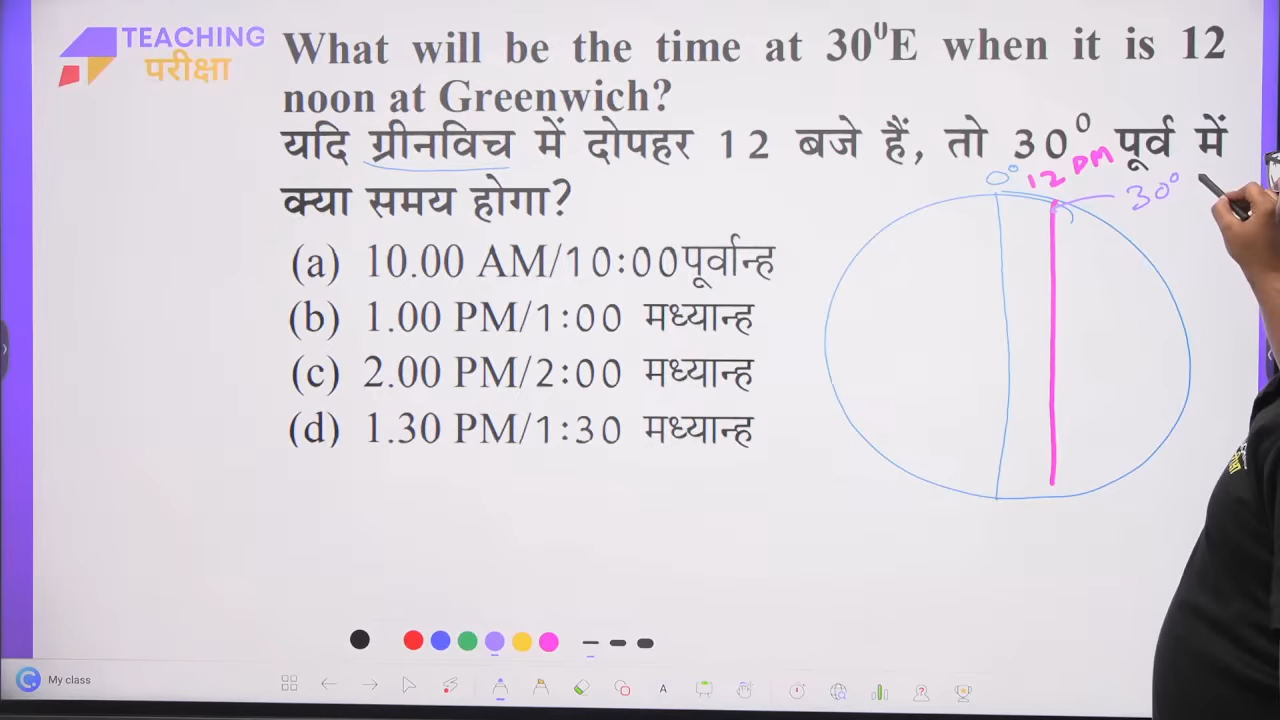 TEACHING
परीक्षा
What will be the time at 30⁰E when it is 12
noon at Greenwich?
यदि ग्रीनविच में दोपहर 12 बजे हैं, तो 30⁰ पूर्व में
क्या समय होगा?
0° 12 PM 30°
(a) 10.00 AM/10:00पूर्वान्ह
(b) 1.00 PM/1:00 मध्यान्ह
(c) 2.00 PM/2:00 मध्यान्ह
(d) 1.30 PM/1:30 मध्यान्ह
My class